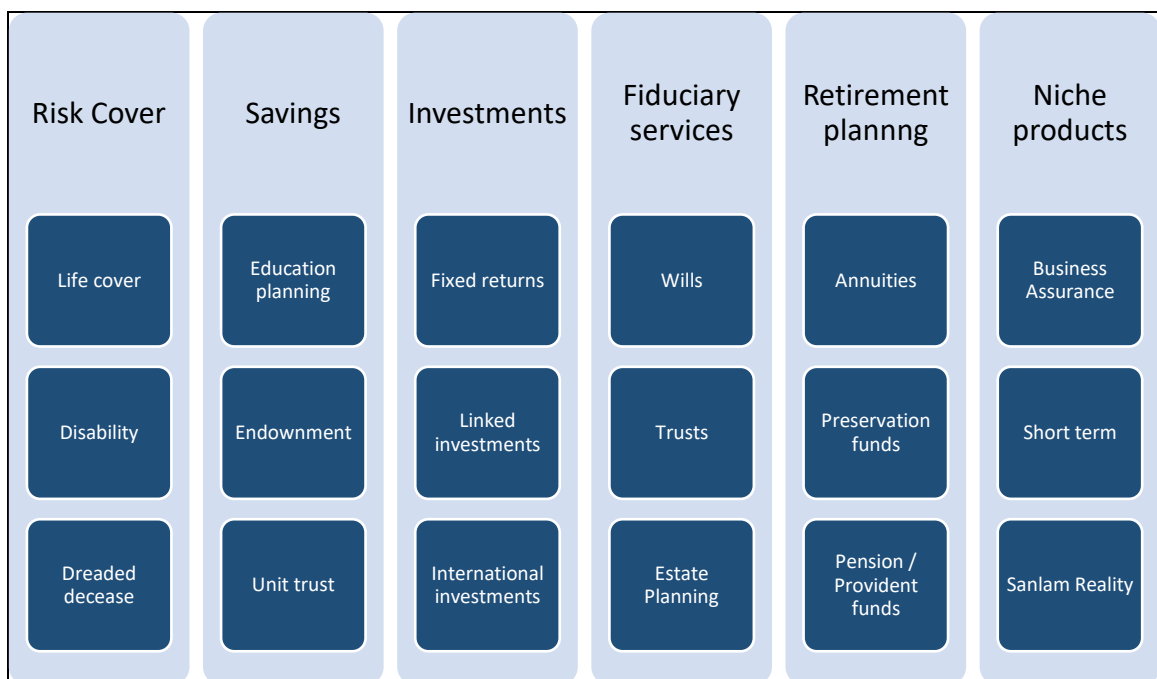 Risk Cover
Savings
Investments
Fiduciary
services
Retirement
plannng
Niche
products
Life cover
Education
planning
Fixed returns
Wills
Annuities
Business
Assurance
Disability
Endownment
Linked
investments
Trusts
Preservation
funds
Short term
Dreaded
decease
Unit trust
International
investments
Estate
Planning
Pension /
Provident
funds
Sanlam Reality